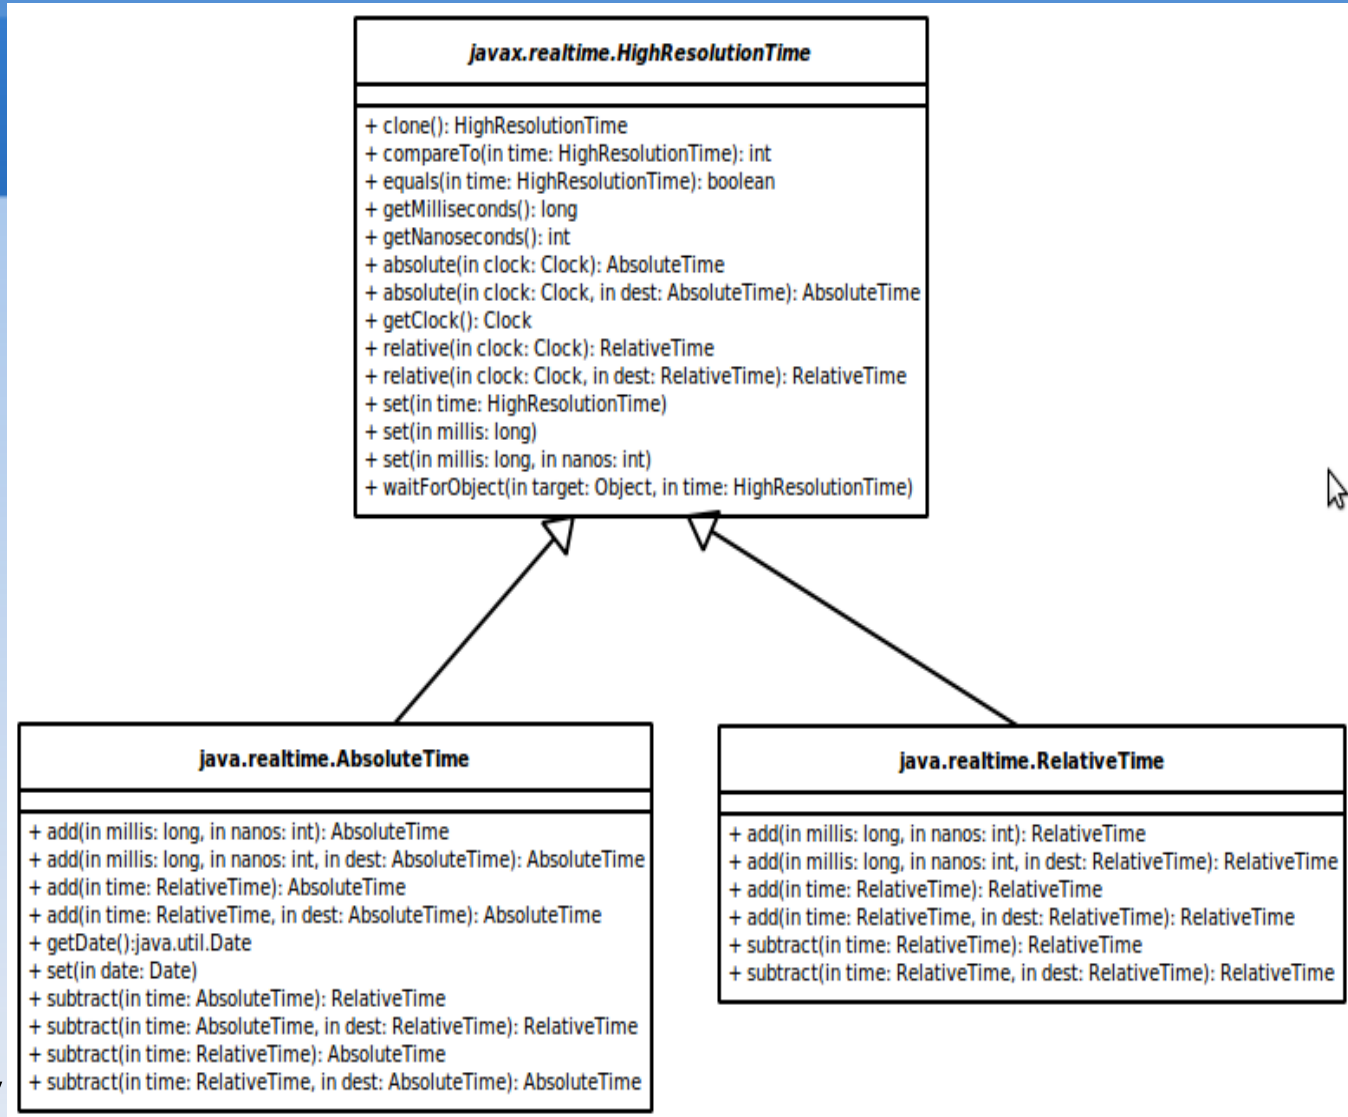 javax.realtime.HighResolutionTime
+ clone(): HighResolutionTime
+ compareTo(in time: HighResolutionTime): int
+ equals(in time: HighResolutionTime): boolean
+ getMilliseconds(): long
+ getNanoseconds(): int
+ absolute(in clock: Clock): AbsoluteTime
+ absolute(in clock: Clock, in dest: AbsoluteTime): AbsoluteTime
+ getClock(): Clock
+ relative(in clock: Clock): RelativeTime
+ relative(in clock: Clock, in dest: RelativeTime): RelativeTime
+ set(in time: HighResolutionTime)
+ set(in millis: long)
+ set(in millis: long, in nanos: int)
+ waitForObject(in target: Object, in time: HighResolutionTime)
java.realtime.AbsoluteTime
+ add(in millis: long, in nanos: int): AbsoluteTime
+ add(in millis: long, in nanos: int, in dest: AbsoluteTime): AbsoluteTime
+ add(in time: RelativeTime): AbsoluteTime
+ add(in time: RelativeTime, in dest: AbsoluteTime): AbsoluteTime
+ getDate():java.util.Date
+ set(in date: Date)
+ subtract(in time: AbsoluteTime): RelativeTime
+ subtract(in time: AbsoluteTime, in dest: RelativeTime): RelativeTime
+ subtract(in time: RelativeTime): AbsoluteTime
+ subtract(in time: RelativeTime, in dest: AbsoluteTime): AbsoluteTime
java.realtime.RelativeTime
+ add(in millis: long, in nanos: int): RelativeTime
+ add(in millis: long, in nanos: int, in dest: RelativeTime): RelativeTime
+ add(in time: RelativeTime): RelativeTime
+ add(in time: RelativeTime, in dest: RelativeTime): RelativeTime
+ subtract(in time: RelativeTime): RelativeTime
+ subtract(in time: RelativeTime, in dest: RelativeTime): RelativeTime